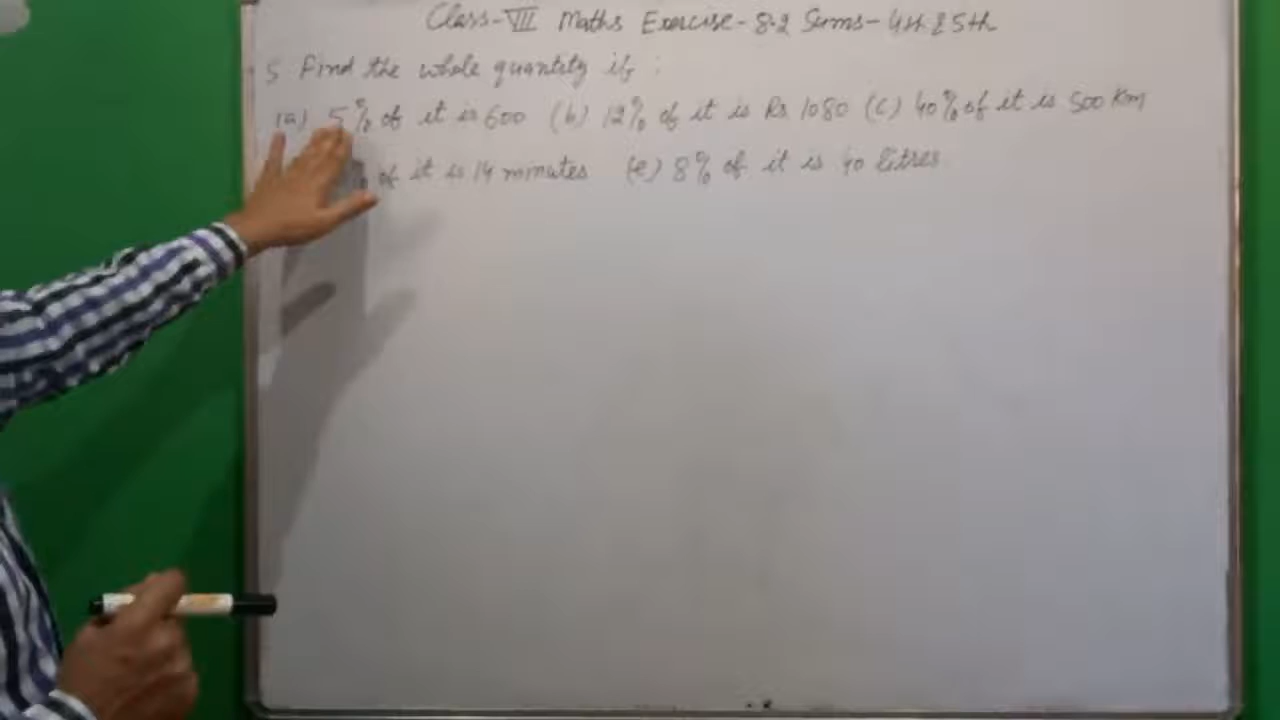 Class-VII Maths Exercise-8.2 Sums-4th & 5th
5 Find the whole quantity if :
(a) 5% of it is 600 (b) 12% of it is Rs 1080 (c) 40% of it is 500 Km
% of it is 14 minutes (e) 8% of it is 40 litres